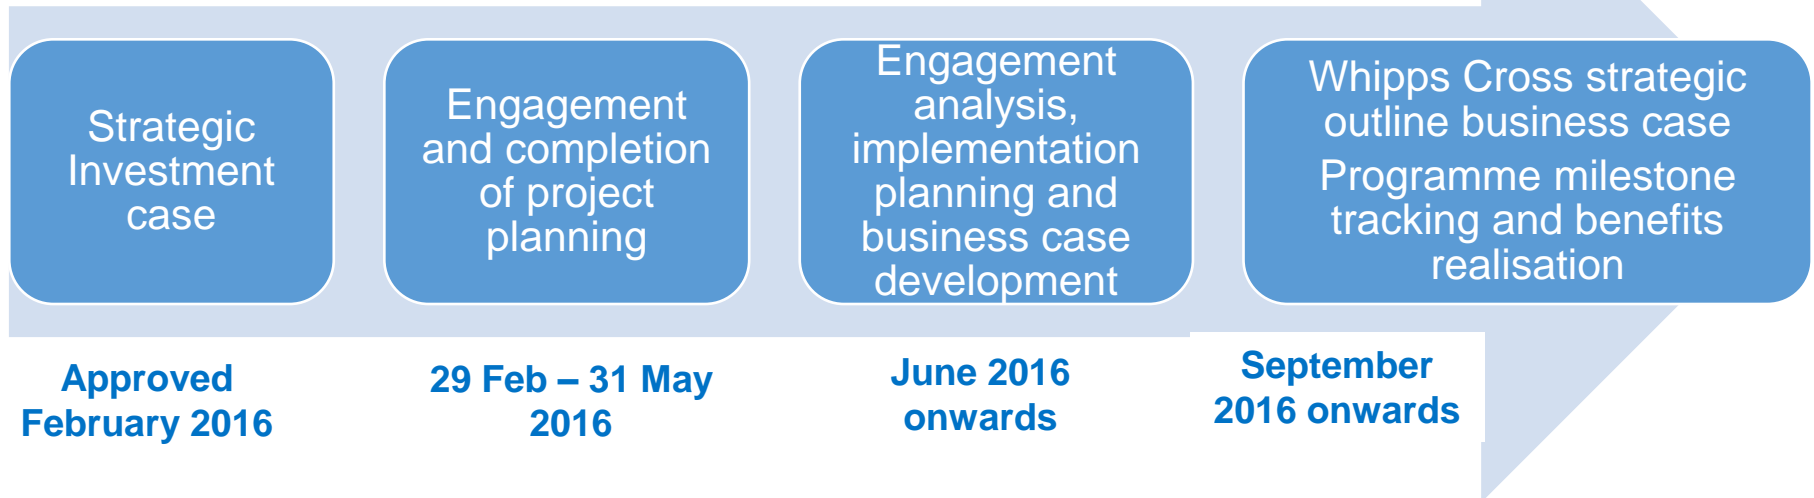 Strategic
Investment
case
Engagement
and completion
of project
planning
Engagement
analysis,
implementation
planning and
business case
development
Whipps Cross strategic
outline business case
Programme milestone
tracking and benefits
realisation
Approved
February 2016
29 Feb – 31 May
2016
June 2016
onwards
September
2016 onwards